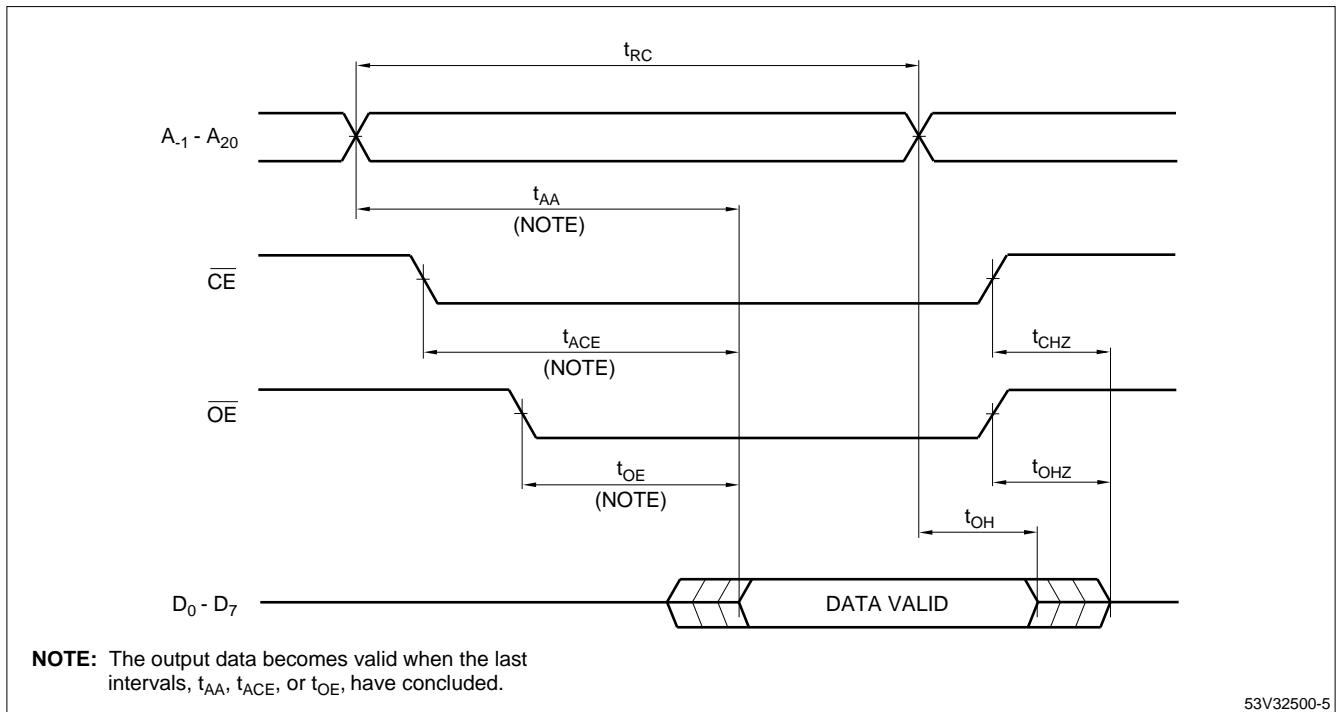 tRC
A-1 - A20
tAA
(NOTE)
CE
tACE
(NOTE)
tCHZ
OE
tOE
(NOTE)
tOHZ
tOH
D0 - D7
DATA VALID
NOTE: The output data becomes valid when the last
intervals, tAA, tACE, or tOE, have concluded.
53V32500-5